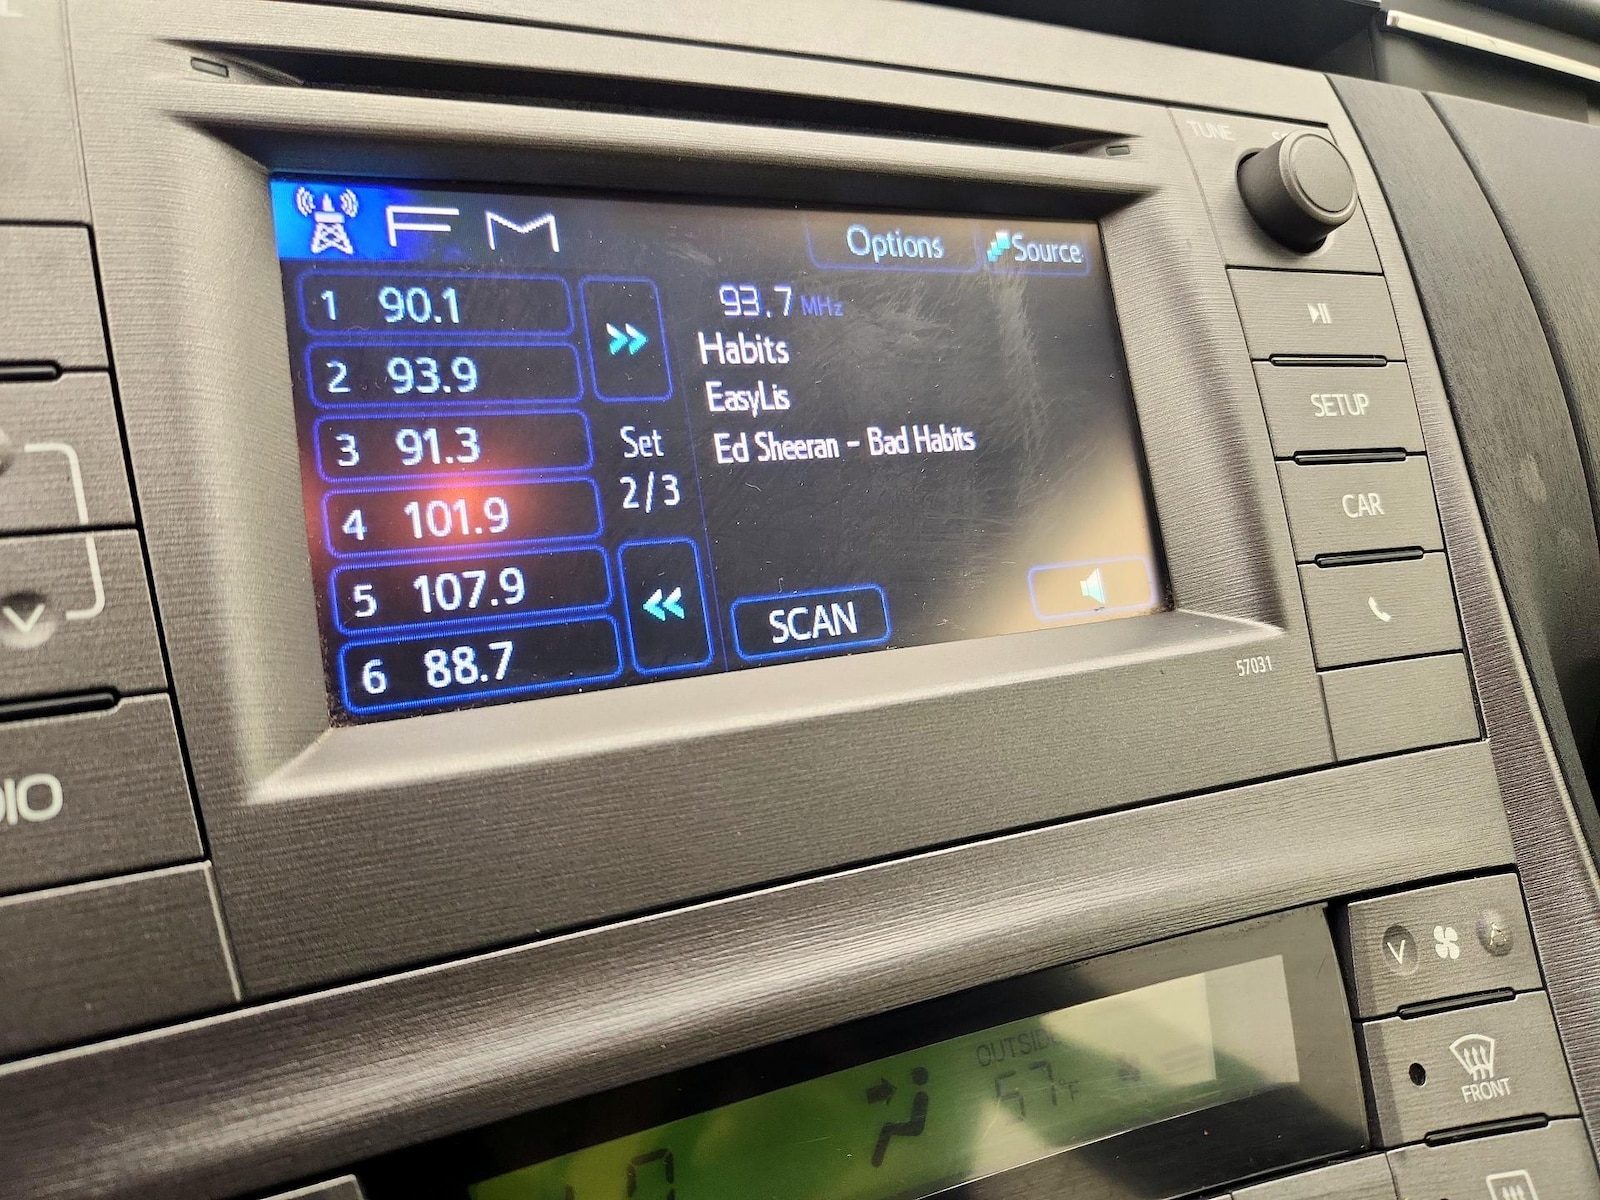 FM
Options
Source
1 90.1
2 93.9
3 91.3
4 101.9
5 107.9
6 88.7
Set
2/3
93.7 MHz
Habits
EasyLis
Ed Sheeran - Bad Habits
SCAN
57031
TUNE
SETUP
CAR
DIO
OUTSIDE
°F
FRONT